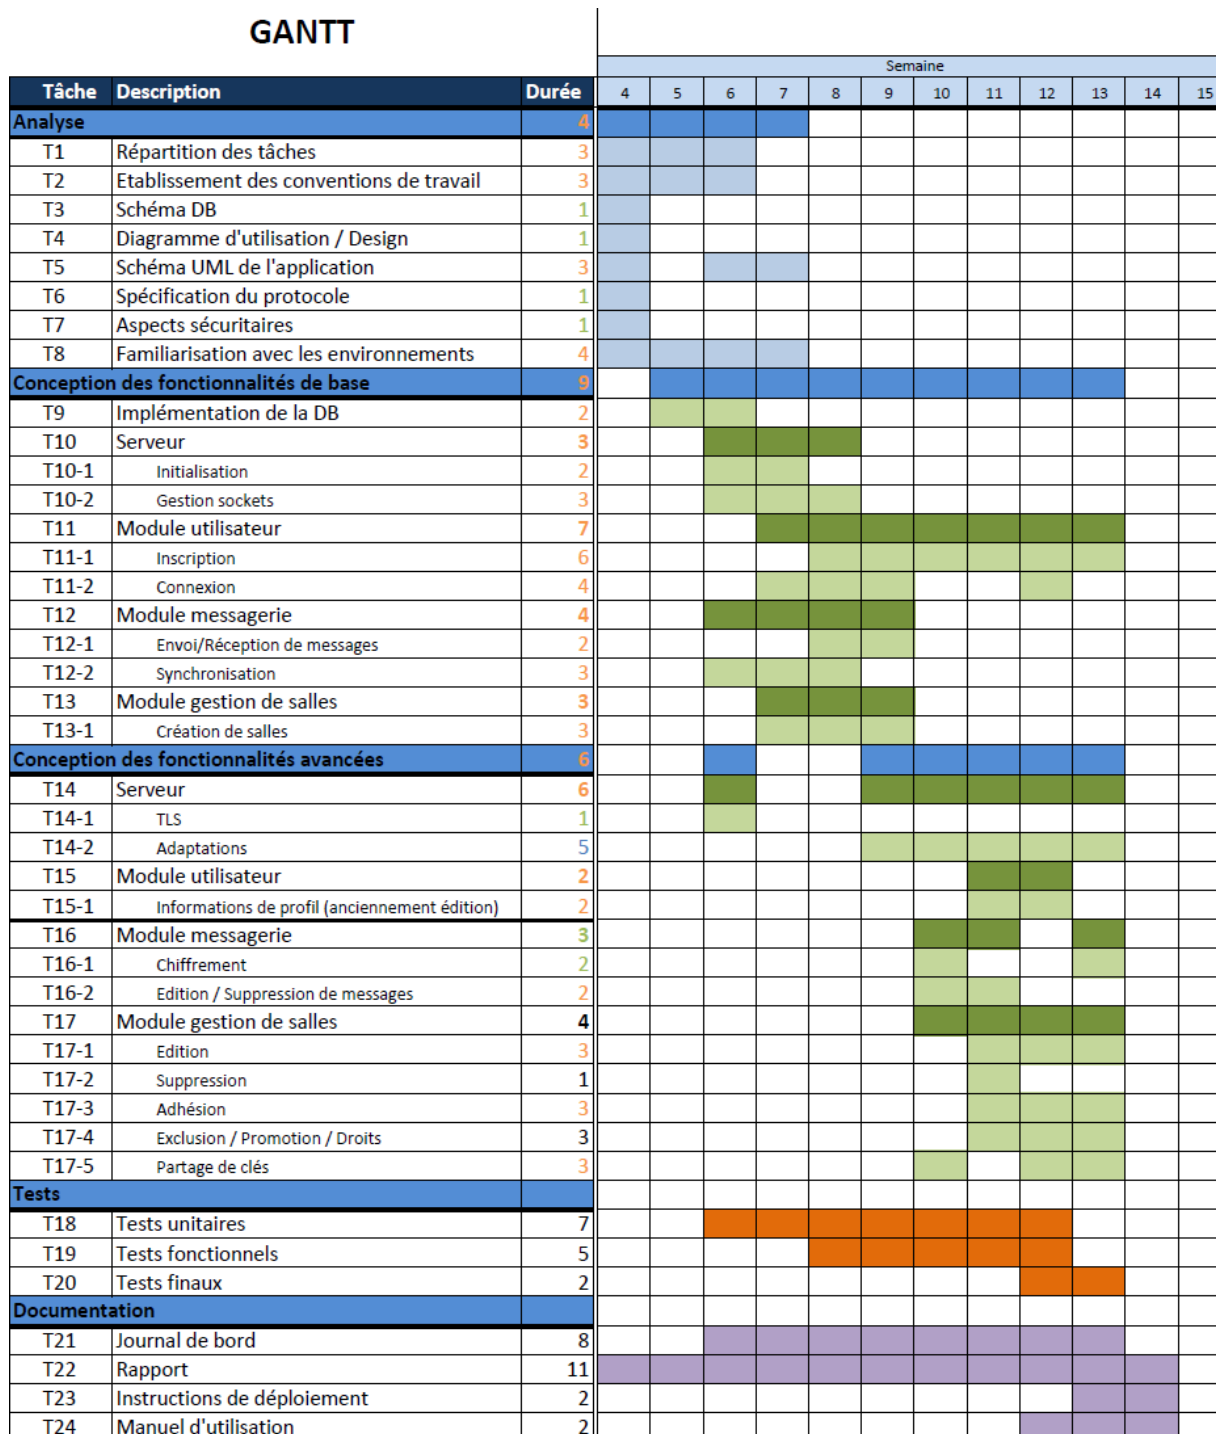 GANTT
Semaine
Tâche Description Durée 4 5 6 7 8 9 10 11 12 13 14 15
Analyse 4
T1 Répartition des tâches 3
T2 Etablissement des conventions de travail 3
T3 Schéma DB 1
T4 Diagramme d'utilisation / Design 1
T5 Schéma UML de l'application 3
T6 Spécification du protocole 1
T7 Aspects sécuritaires 1
T8 Familiarisation avec les environnements 4
Conception des fonctionnalités de base 9
T9 Implémentation de la DB 2
T10 Serveur 3
T10-1 Initialisation 2
T10-2 Gestion sockets 3
T11 Module utilisateur 7
T11-1 Inscription 6
T11-2 Connexion 4
T12 Module messagerie 4
T12-1 Envoi/Réception de messages 2
T12-2 Synchronisation 3
T13 Module gestion de salles 3
T13-1 Création de salles 3
Conception des fonctionnalités avancées 6
T14 Serveur 6
T14-1 TLS 1
T14-2 Adaptations 5
T15 Module utilisateur 2
T15-1 Informations de profil (anciennement édition) 2
T16 Module messagerie 3
T16-1 Chiffrement 2
T16-2 Edition / Suppression de messages 2
T17 Module gestion de salles 4
T17-1 Edition 3
T17-2 Suppression 1
T17-3 Adhésion 3
T17-4 Exclusion / Promotion / Droits 3
T17-5 Partage de clés 3
Tests
T18 Tests unitaires 7
T19 Tests fonctionnels 5
T20 Tests finaux 2
Documentation
T21 Journal de bord 8
T22 Rapport 11
T23 Instructions de déploiement 2
T24 Manuel d'utilisation 2